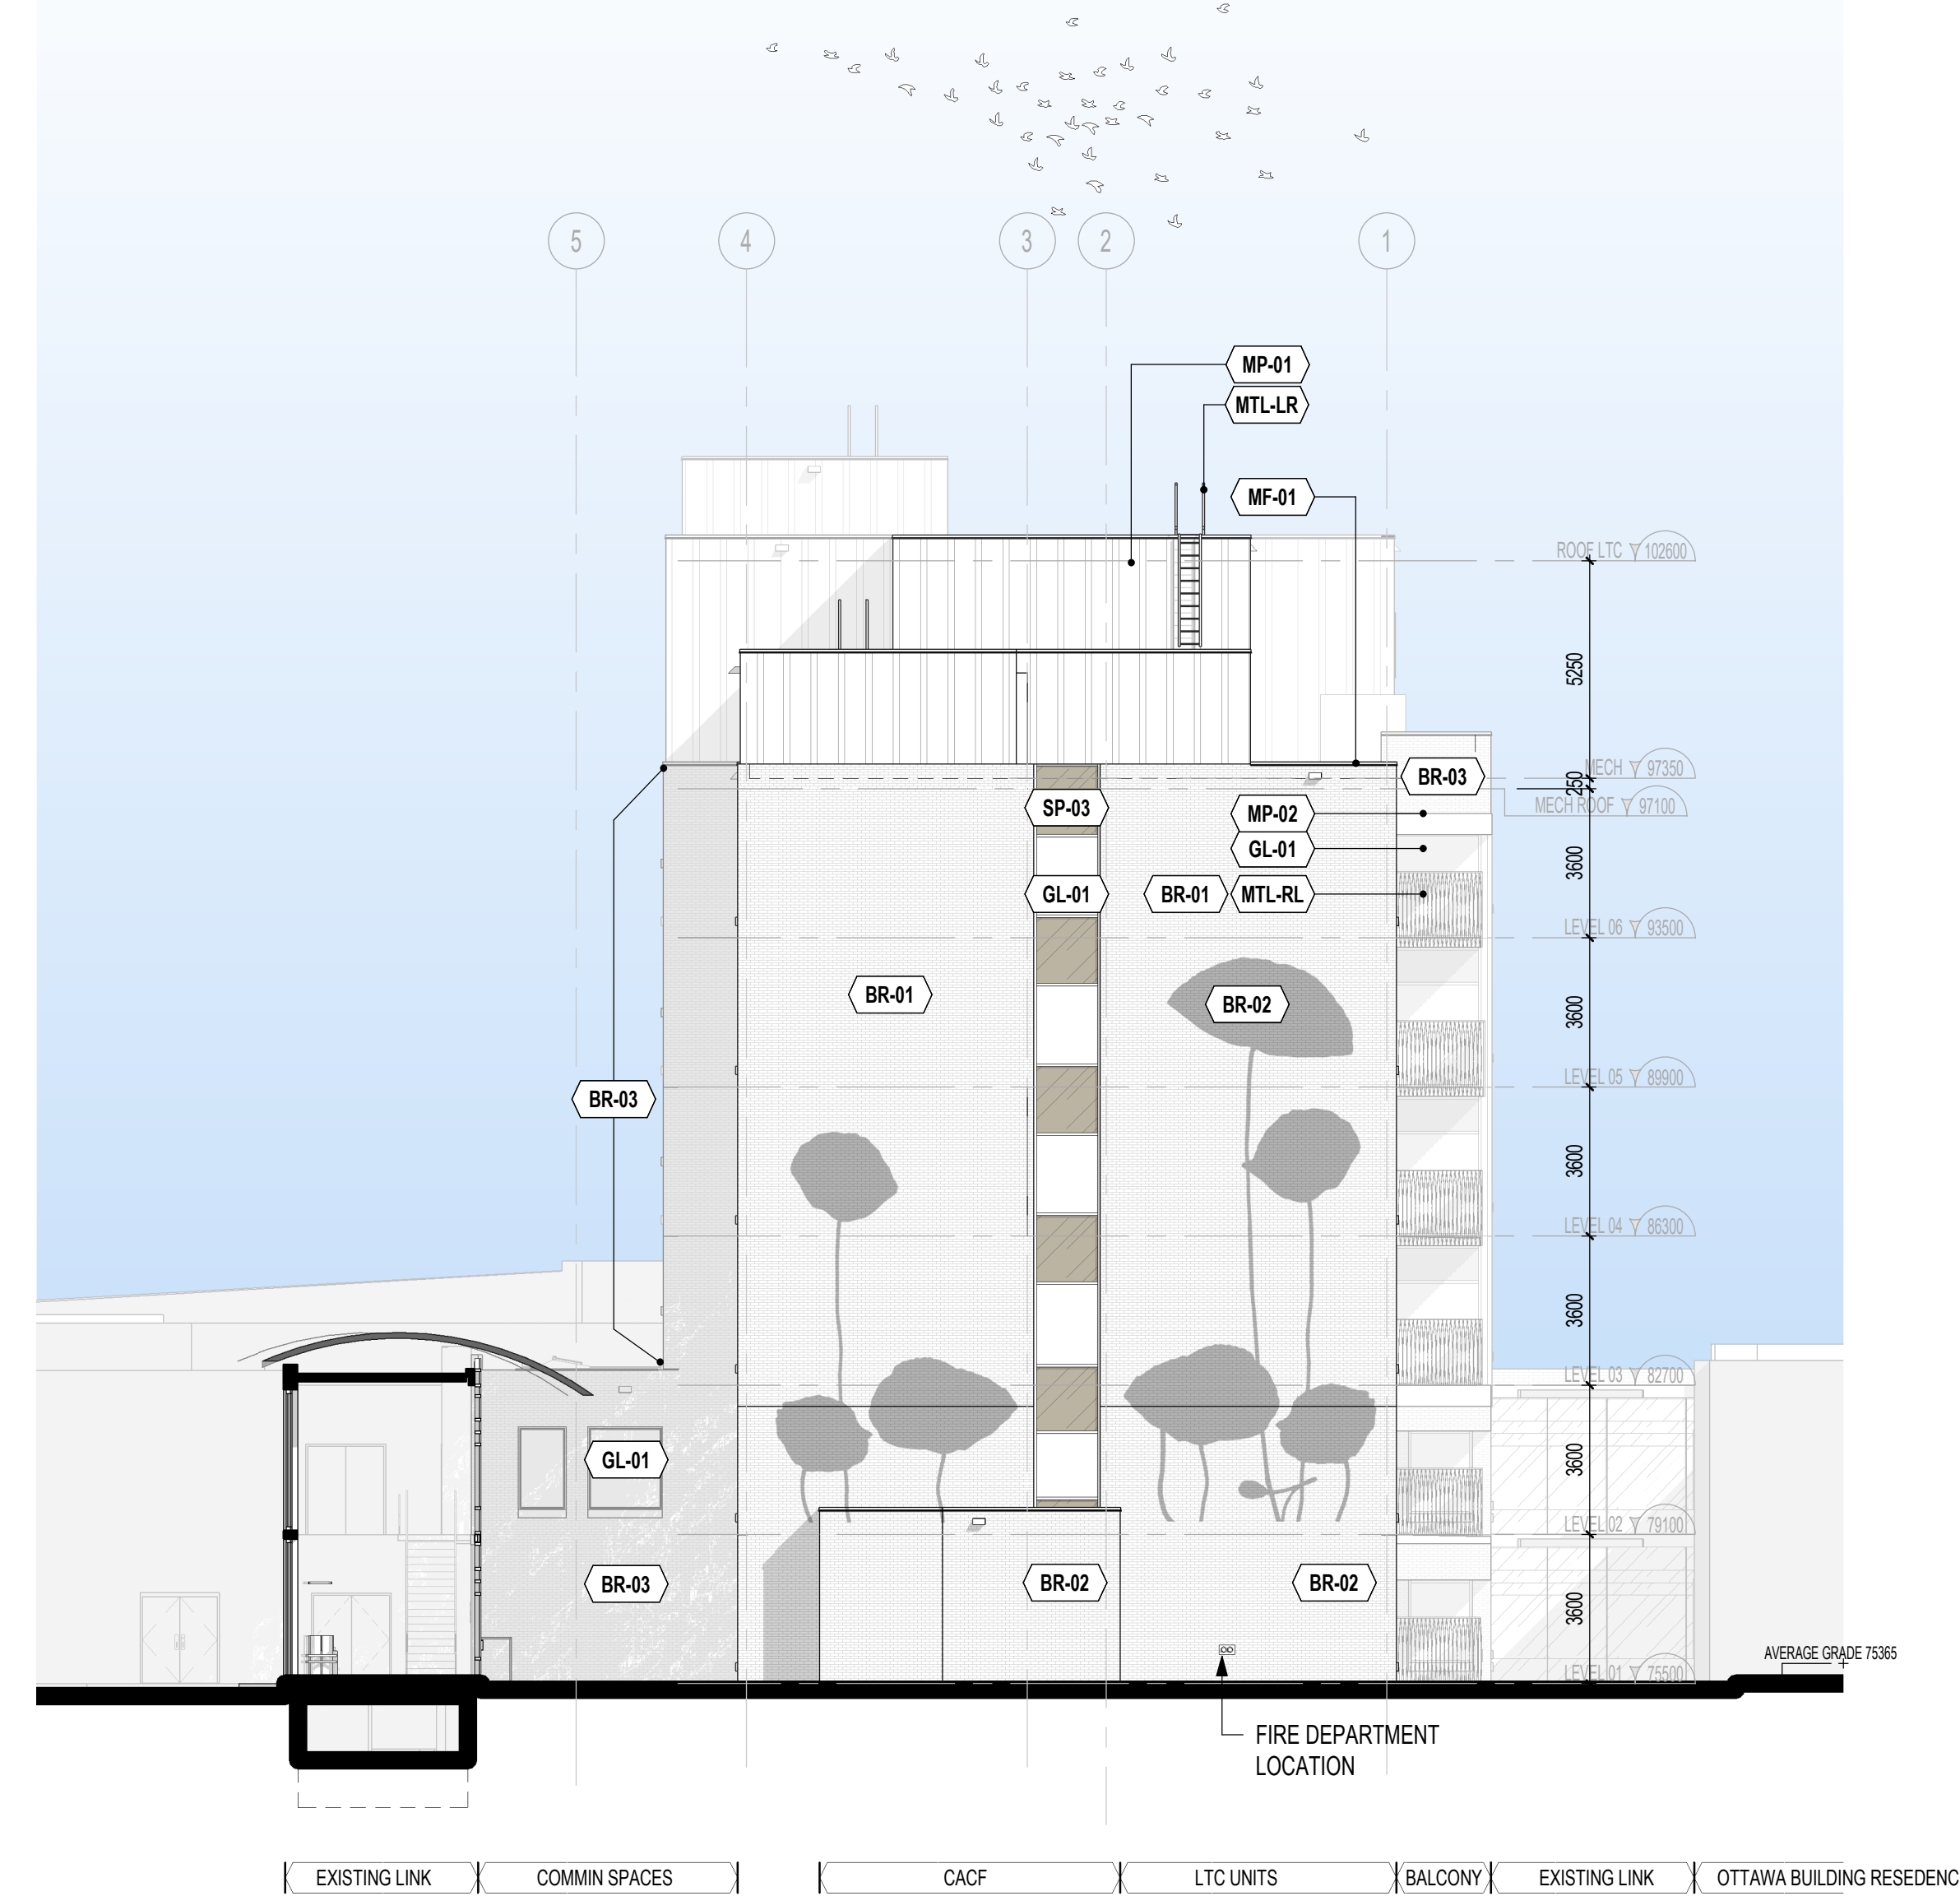 5 4 3 2 1
MP-01
MTL-LR
MF-01
ROOF LTC 102600
5250
MECH 97350
BR-03
250
MECH ROOF 97100
SP-03
MP-02
GL-01
3600
GL-01
BR-01
MTL-RL
LEVEL 06 93500
BR-01
BR-02
3600
LEVEL 05 89900
BR-03
3600
LEVEL 04 86300
3600
LEVEL 03 82700
GL-01
3600
LEVEL 02 79100
BR-03
BR-02
BR-02
3600
AVERAGE GRADE 75365
LEVEL 01 75500
FIRE DEPARTMENT
LOCATION
EXISTING LINK
COMMIN SPACES
CACF
LTC UNITS
BALCONY
EXISTING LINK
OTTAWA BUILDING RESEDENC